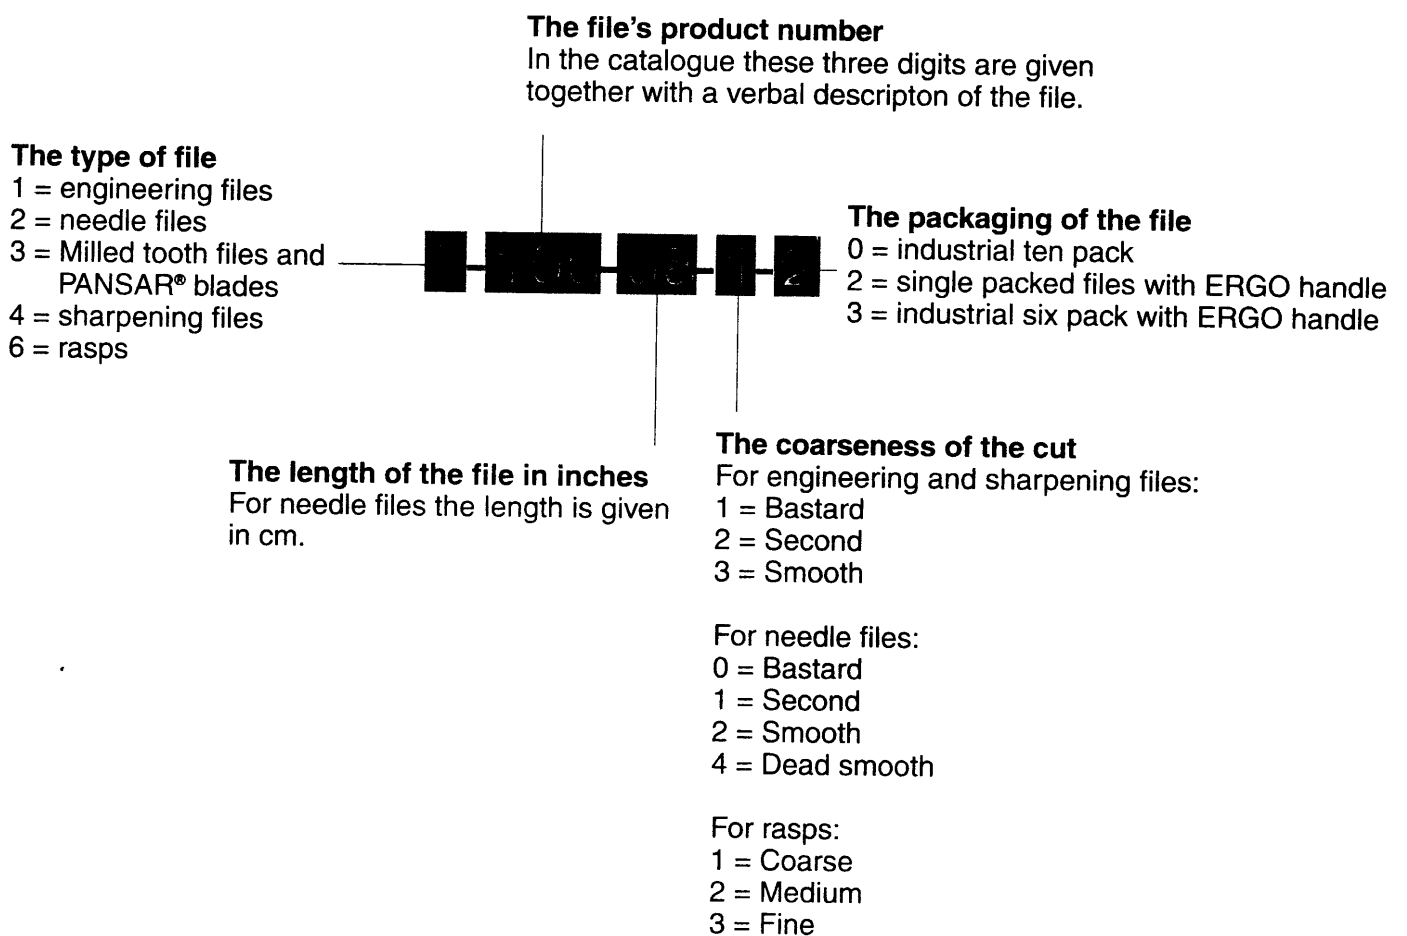 The file's product number
In the catalogue these three digits are given
together with a verbal descripton of the file.
The type of file
1 = engineering files
2 = needle files
3 = Milled tooth files and
PANSAR® blades
4 = sharpening files
6 = rasps
2
The packaging of the file
0 = industrial ten pack
2 = single packed files with ERGO handle
3 = industrial six pack with ERGO handle
The length of the file in inches
For needle files the length is given
in cm.
The coarseness of the cut
For engineering and sharpening files:
1 = Bastard
2 = Second
3 = Smooth
For needle files:
0 = Bastard
1 = Second
2 = Smooth
4 = Dead smooth
For rasps:
1 = Coarse
2 = Medium
3 = Fine